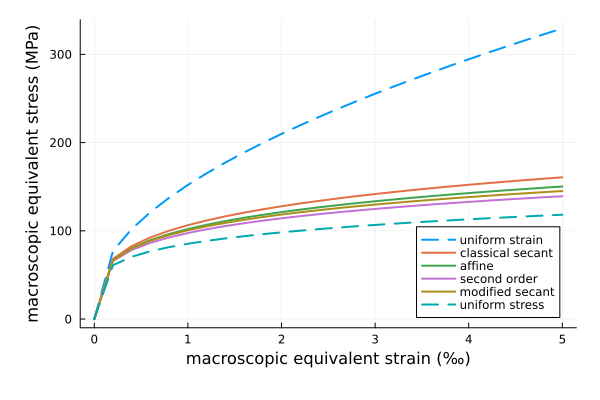 macroscopic equivalent stress (MPa)
300
200
100
0
uniform strain
classical secant
affine
second order
modified secant
uniform stress
0 1 2 3 4 5
macroscopic equivalent strain (‰)